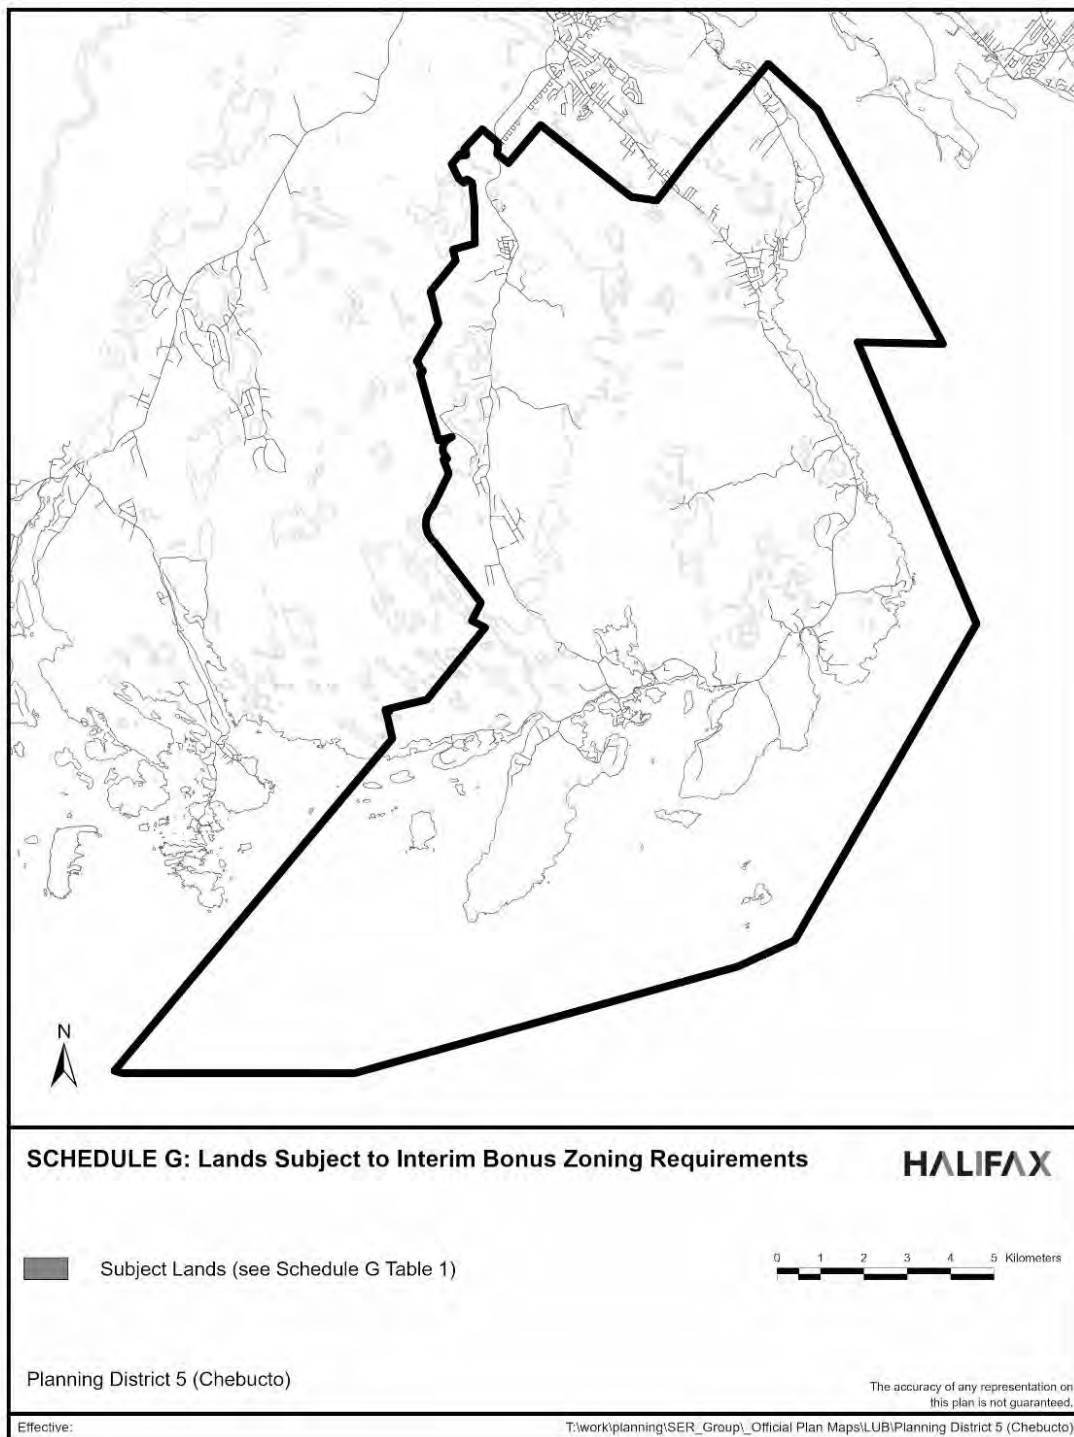 N
SCHEDULE G: Lands Subject to Interim Bonus Zoning Requirements
HALIFAX
Subject Lands (see Schedule G Table 1)
0 1 2 3 4 5 Kilometers
Planning District 5 (Chebucto)
The accuracy of any representation on
this plan is not guaranteed.
Effective:
T:\work\planning\SER_Group\_Official Plan Maps\LUB\Planning District 5 (Chebucto)